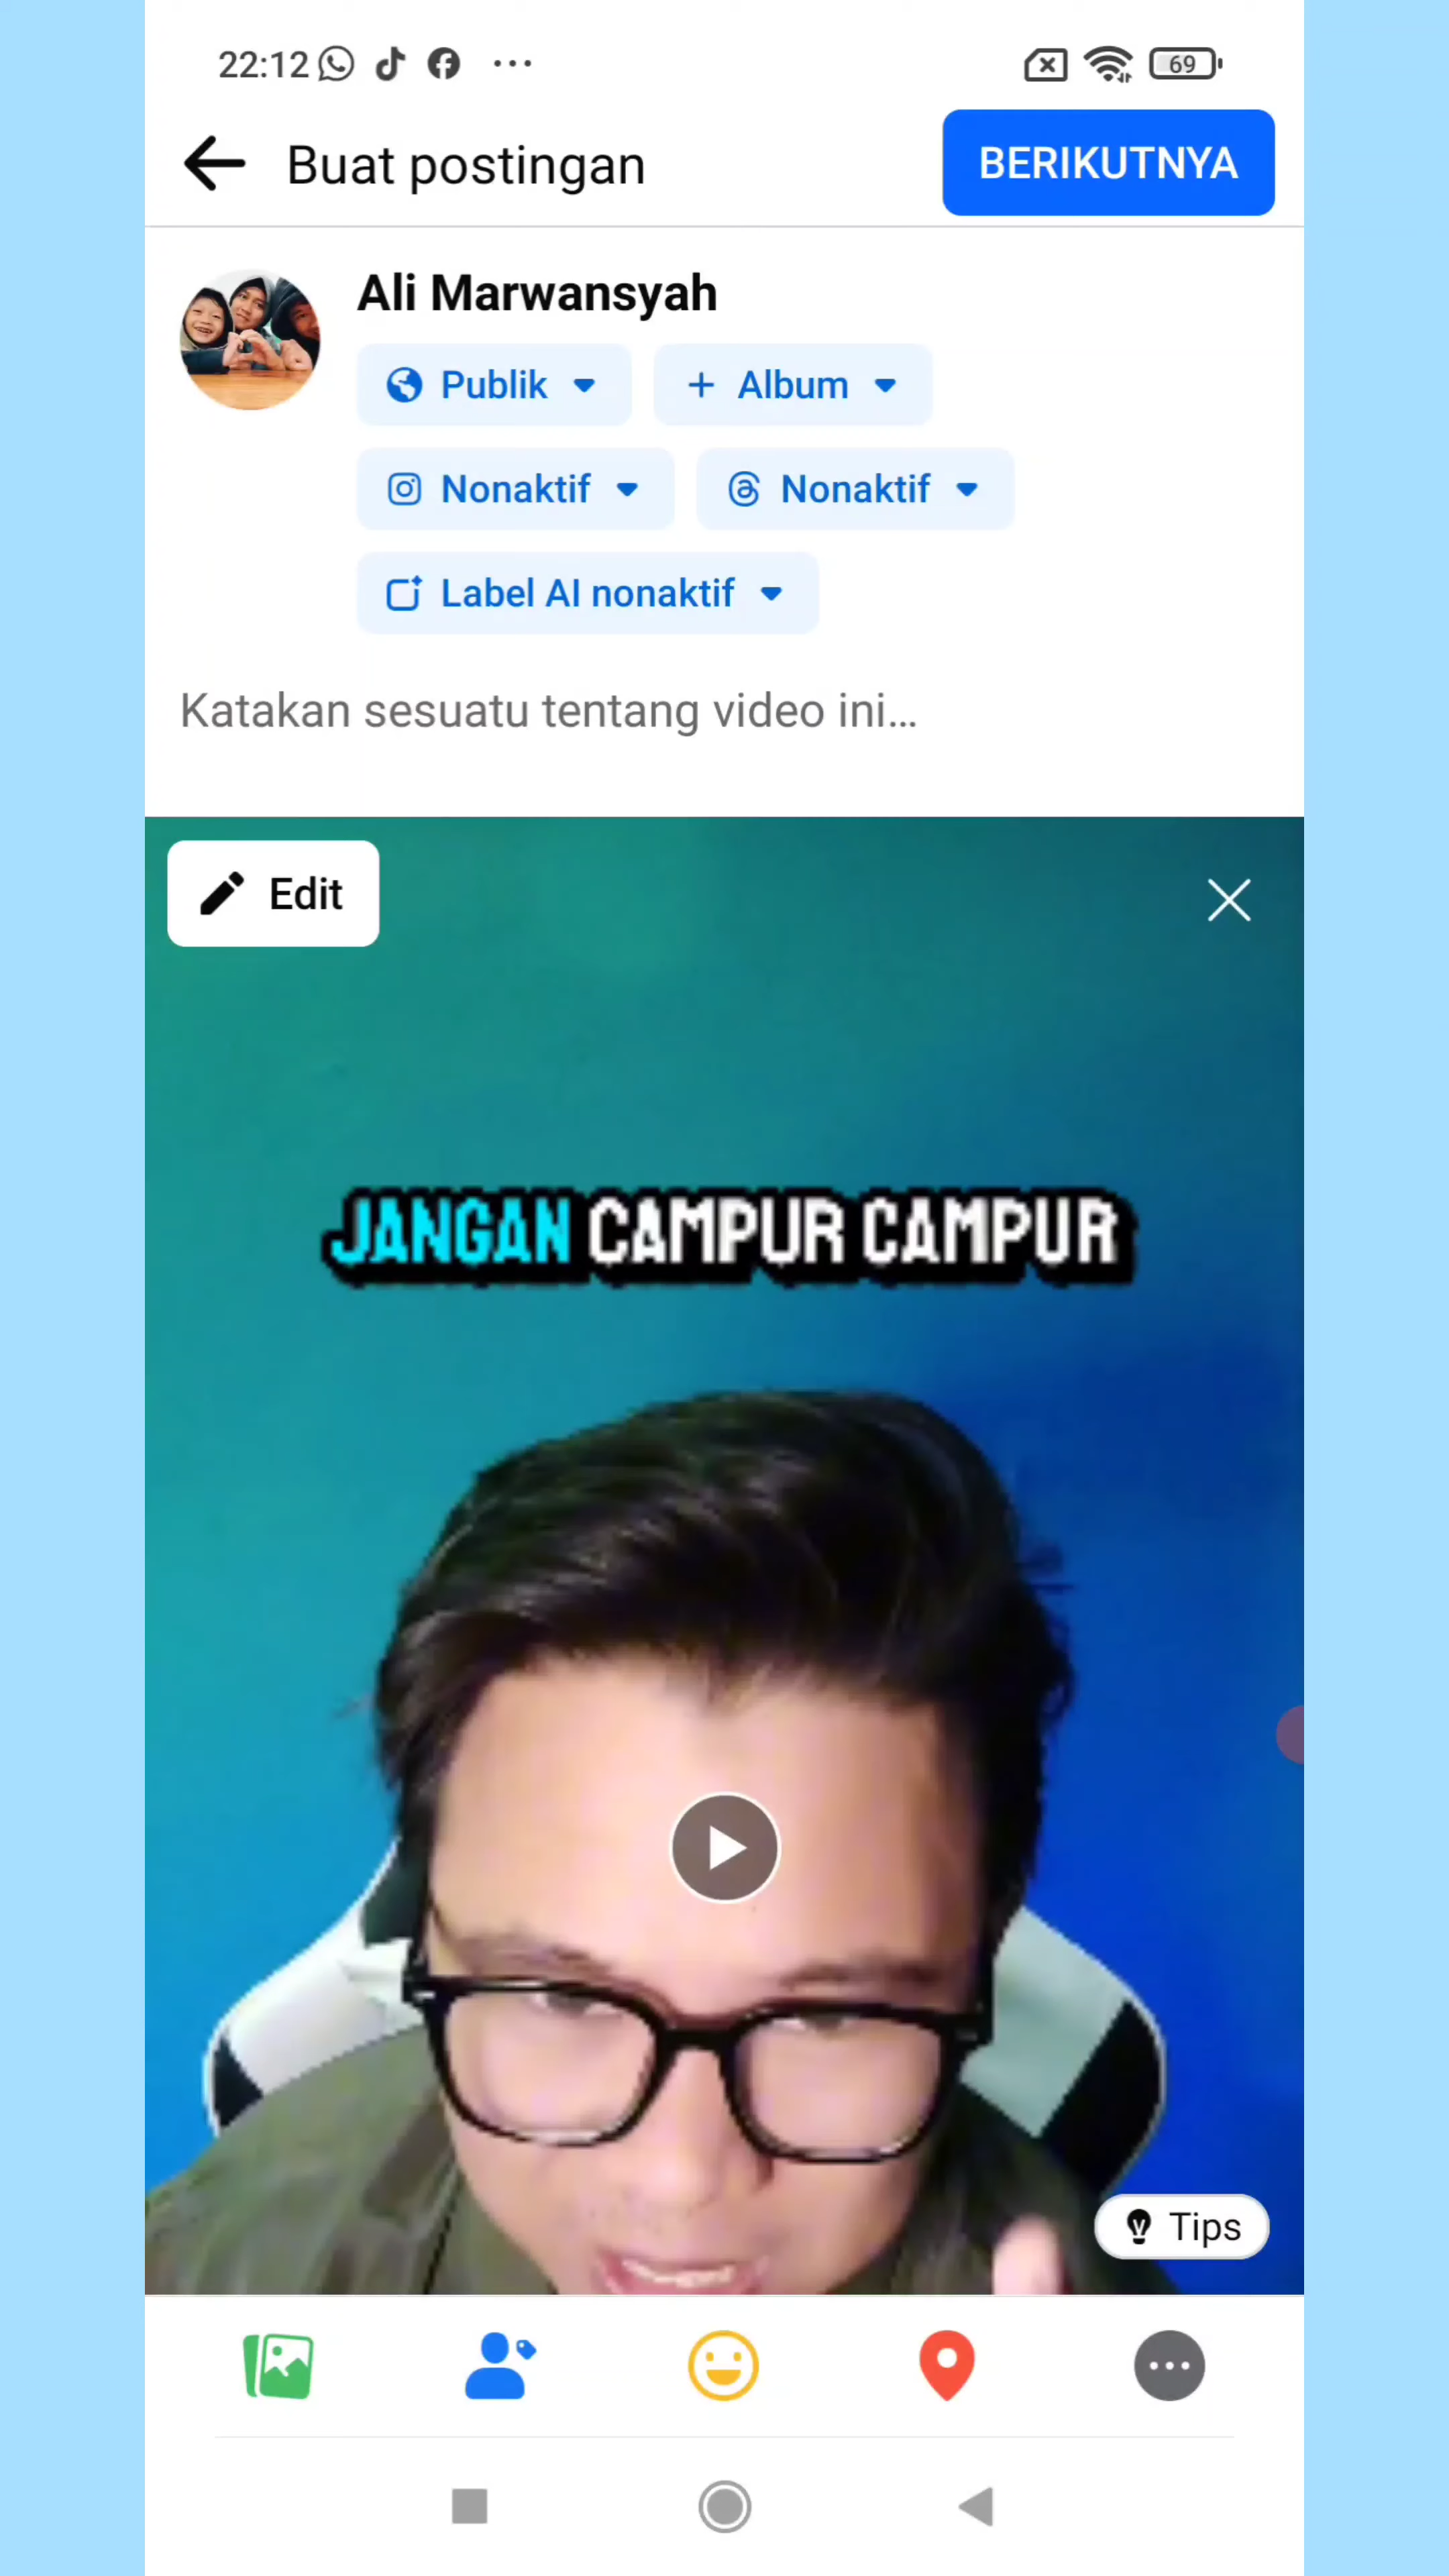 22:12
69
Buat postingan
BERIKUTNYA
Ali Marwansyah
Publik
+ Album
Nonaktif
Nonaktif
Label AI nonaktif
Katakan sesuatu tentang video ini...
Edit
JANGAN CAMPUR CAMPUR
Tips